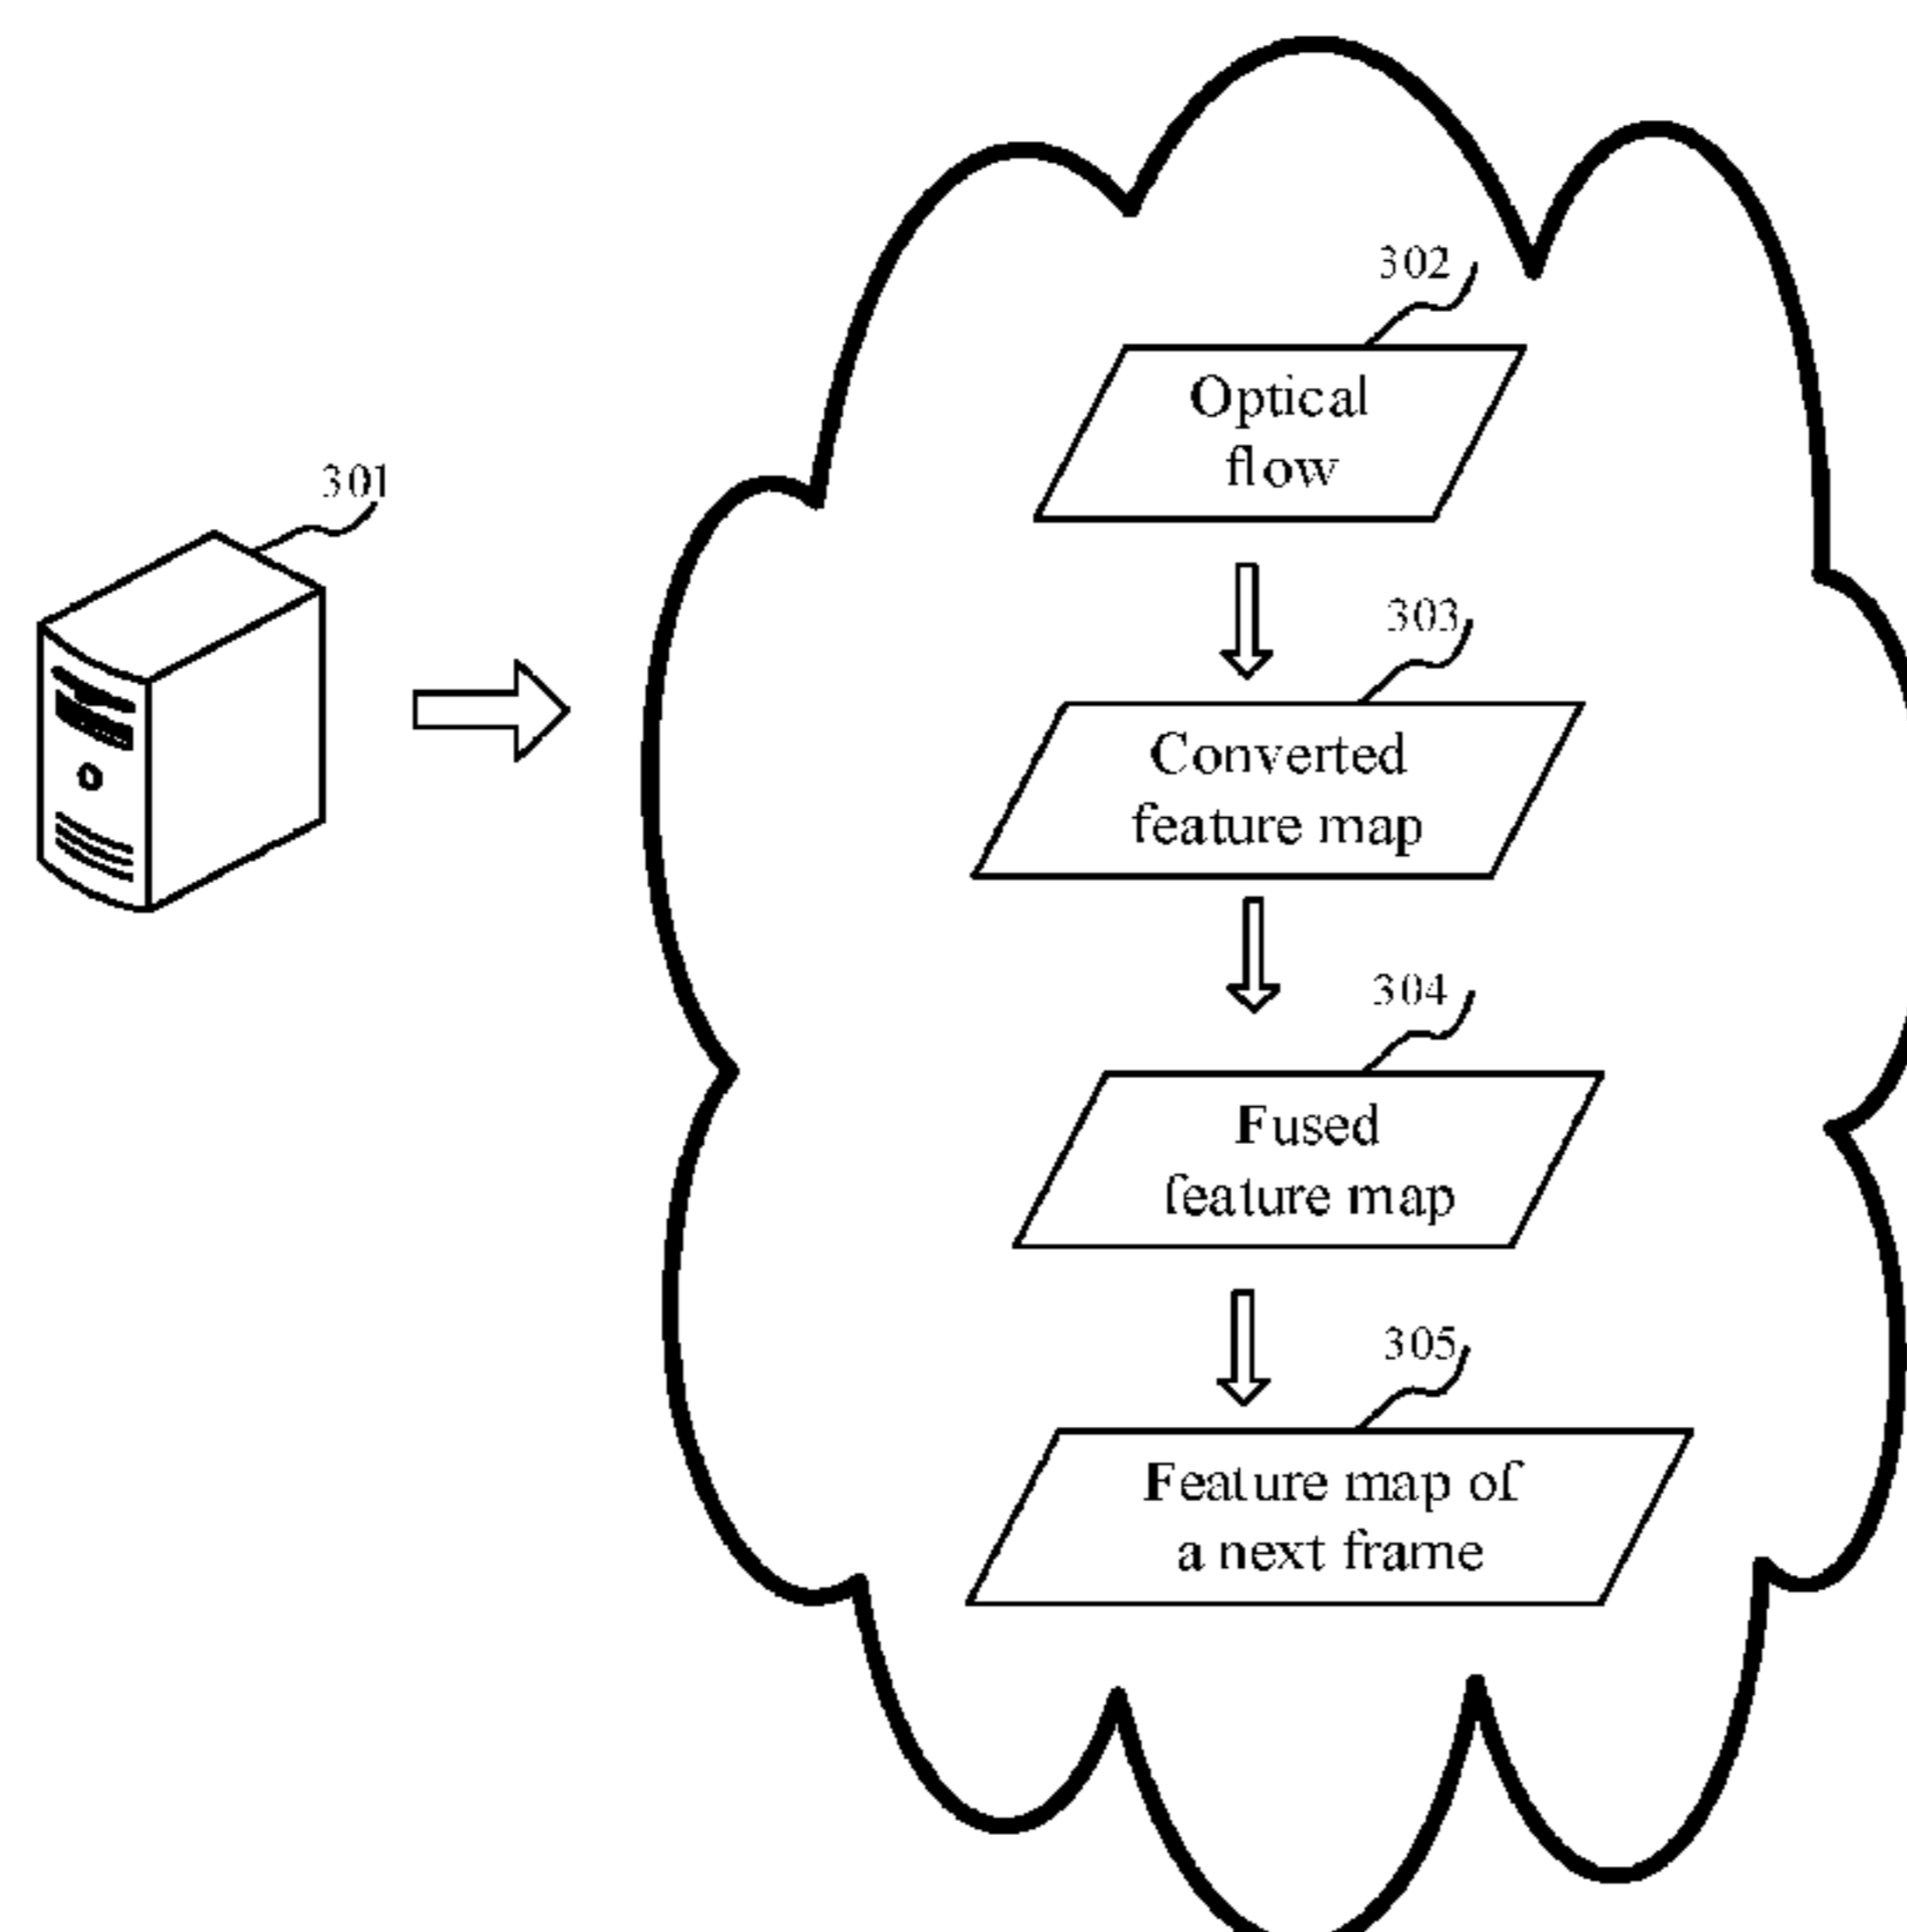 301
302
Optical
flow
303
Converted
feature map
304
Fused
feature map
305
Feature map of
a next frame